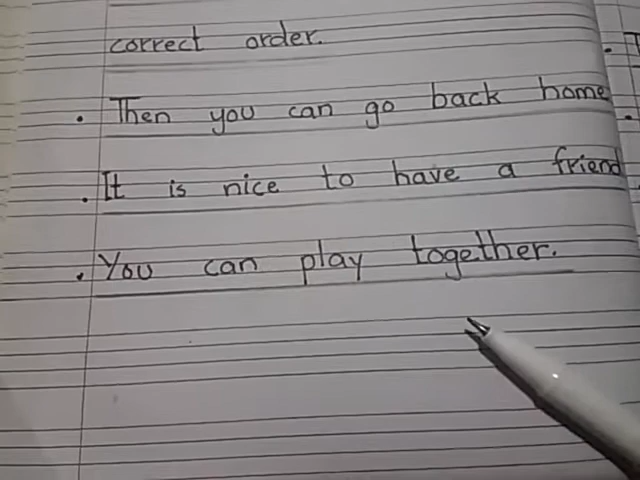 correct order.
. Then you can go back home
. It is nice to have a friend
. You can play together.